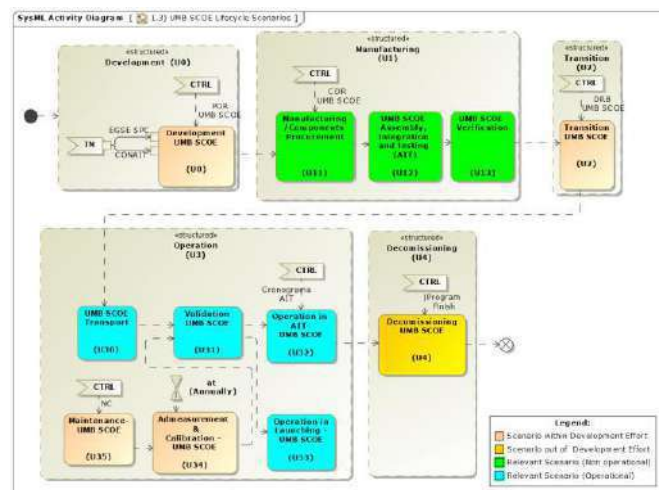 SysML Activity Diagram [ 1.3) UMB SCOE Lifecycle Scenarios ]
«structured»
Development (U0)
CTRL
PDR
UMB SCOE
EGSE SPC
IN
CONAIT
Development
UMB SCOE
(U0)
«structured»
Manufacturing
(U1)
CTRL
CDR
UMB SCOE
Manufacturing
/Components
Procurement
(U11)
UMB SCOE
Assembly,
Integration
and Testing
(AIT)
(U12)
UMB SCOE
Verification
(U13)
«structured»
Transition
(U2)
CTRL
DRB
UMB SCOE
Transition
UMB SCOE
(U2)
«structured»
Operation
(U3)
CTRL
Cronograma
AIT
UMB SCOE
Transport
(U30)
Validation
UMB SCOE
(U31)
Operation in
AIT
UMB SCOE
(U32)
CTRL
NC
at
(Annually)
Maintenance-
UMB SCOE
(U35)
Admeasurement
&
Calibration -
UMB SCOE
(U34)
Operation in
Launching -
UMB SCOE
(U33)
«structured»
Decomissioning
(U4)
CTRL
Program
Finish
Decomissioning
UMB SCOE
(U4)
Legend:
Scenario within Development Effort
Scenario out of Development Effort
Relevant Scenario (Non operational)
Relevant Scenario (Operational)